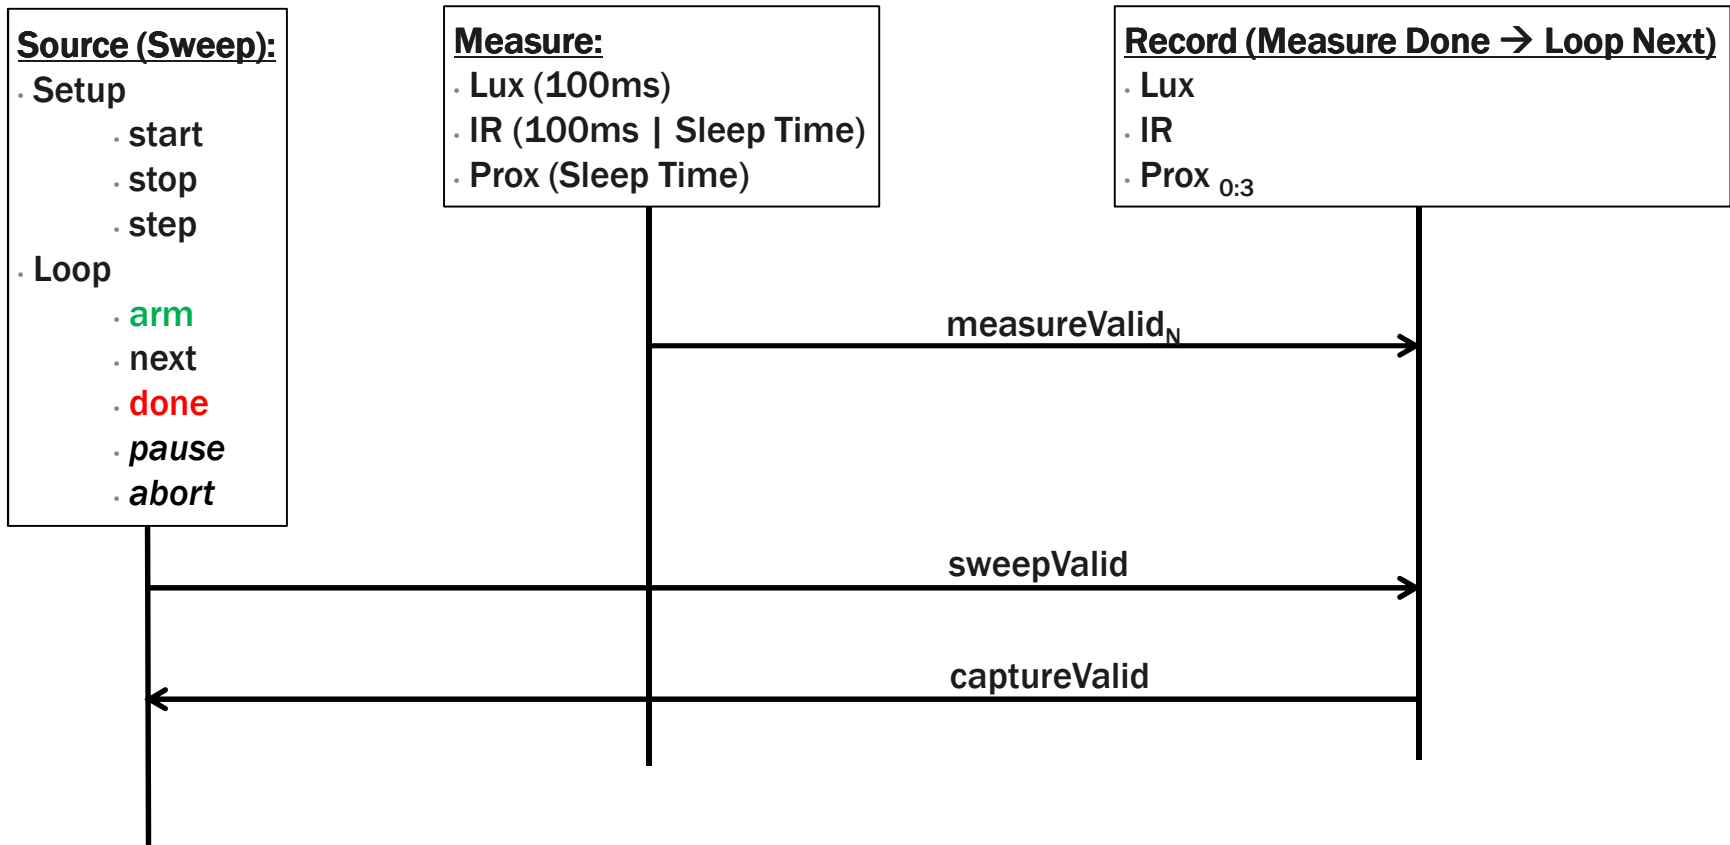 Source (Sweep):
· Setup
· start
· stop
· step
· Loop
· arm
· next
· done
· pause
· abort
Measure:
· Lux (100ms)
· IR (100ms | Sleep Time)
· Prox (Sleep Time)
Record (Measure Done → Loop Next)
· Lux
· IR
· Prox 0:3
measureValidN
sweepValid
captureValid